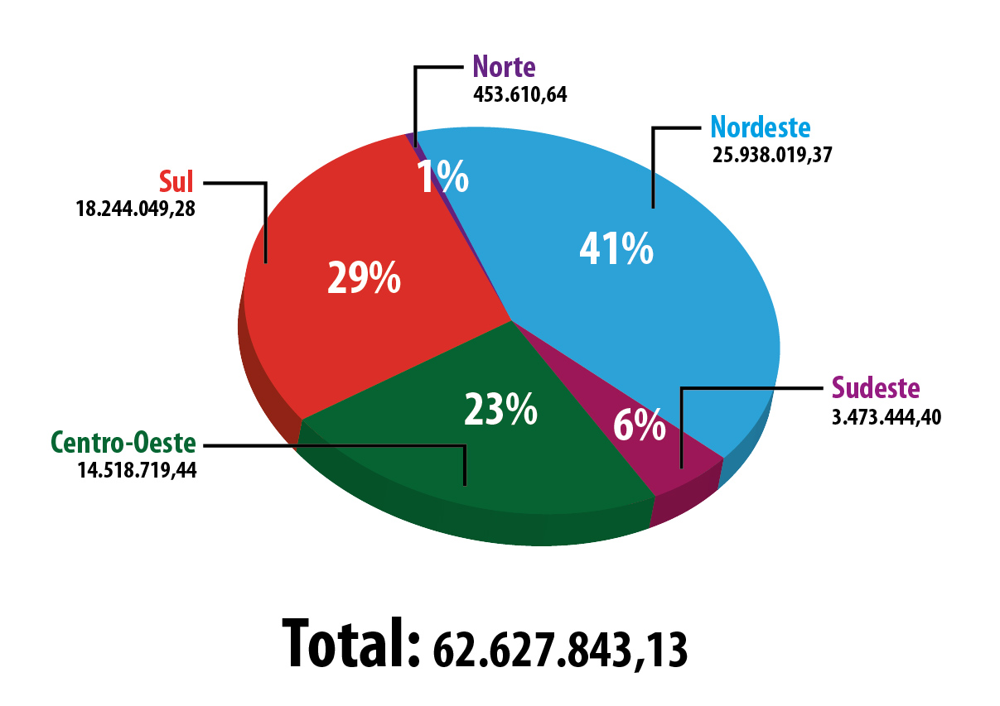 Norte
453.610,64
Nordeste
25.938.019,37
Sul
18.244.049,28
1%
41%
29%
Sudeste
3.473.444,40
23%
6%
Centro-Oeste
14.518.719,44
Total: 62.627.843,13